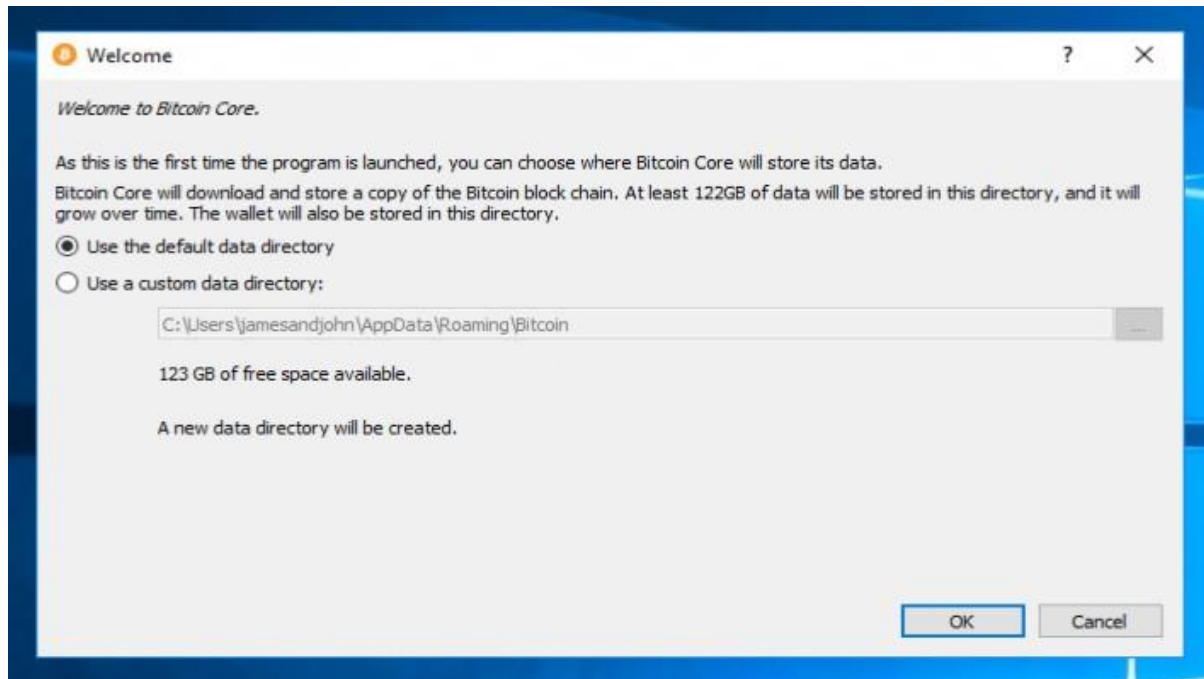 Welcome
?
Welcome to Bitcoin Core.
As this is the first time the program is launched, you can choose where Bitcoin Core will store its data.
Bitcoin Core will download and store a copy of the Bitcoin block chain. At least 122GB of data will be stored in this directory, and it will
grow over time. The wallet will also be stored in this directory.
Use the default data directory
Use a custom data directory:
C:\Users\jamesandjohn\AppData\Roaming\Bitcoin
...
123 GB of free space available.
A new data directory will be created.
OK
Cancel